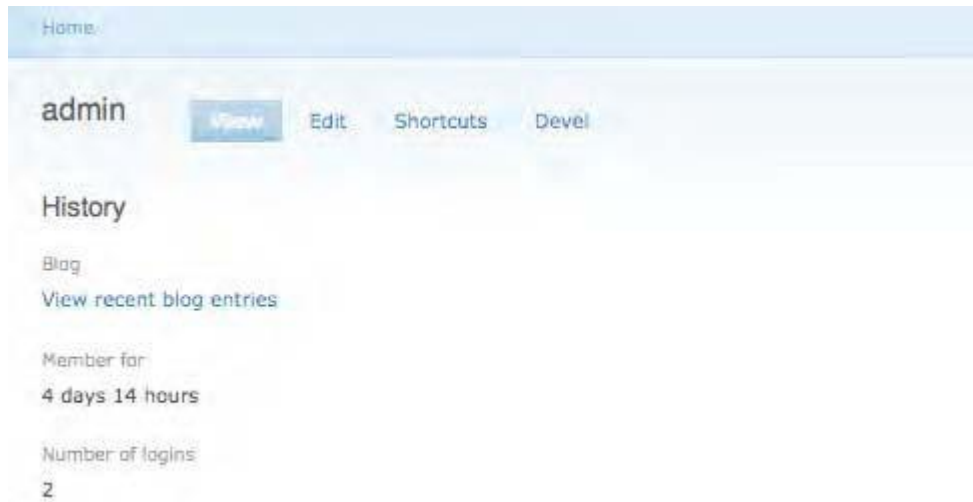 Home
admin View Edit Shortcuts Devel
History
Blog
View recent blog entries
Member for
4 days 14 hours
Number of logins
2